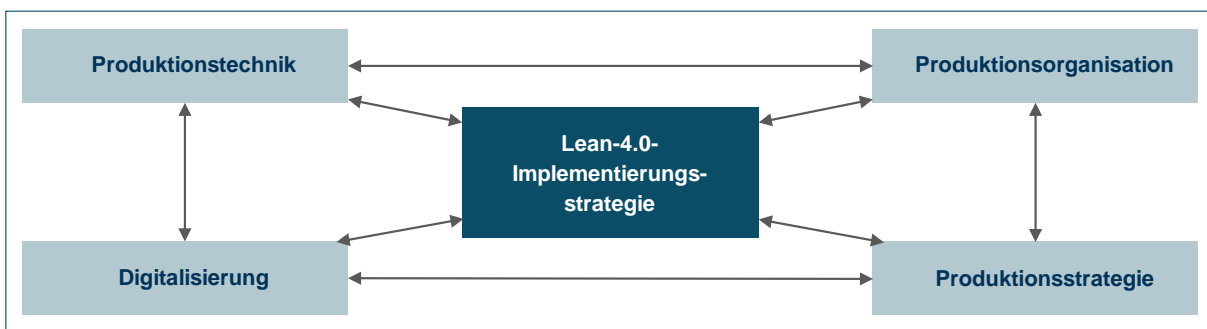 Produktionstechnik
Produktionsorganisation
Lean-4.0-
Implementierungs-
strategie
Digitalisierung
Produktionsstrategie